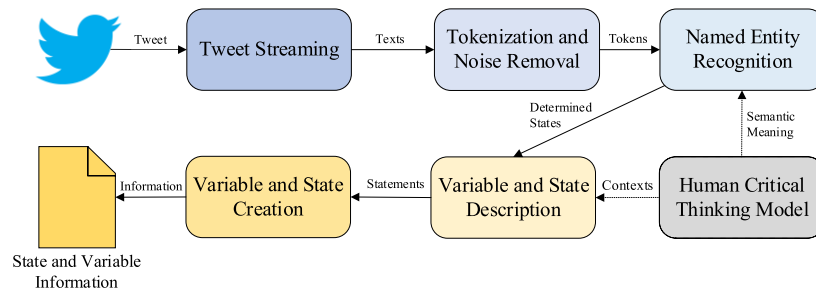 Tweet
Tweet Streaming
Texts
Tokenization and
Noise Removal
Tokens
Named Entity
Recognition
Determined
States
Semantic
Meaning
Information
Variable and State
Creation
Statements
Variable and State
Description
Contexts
Human Critical
Thinking Model
State and Variable
Information